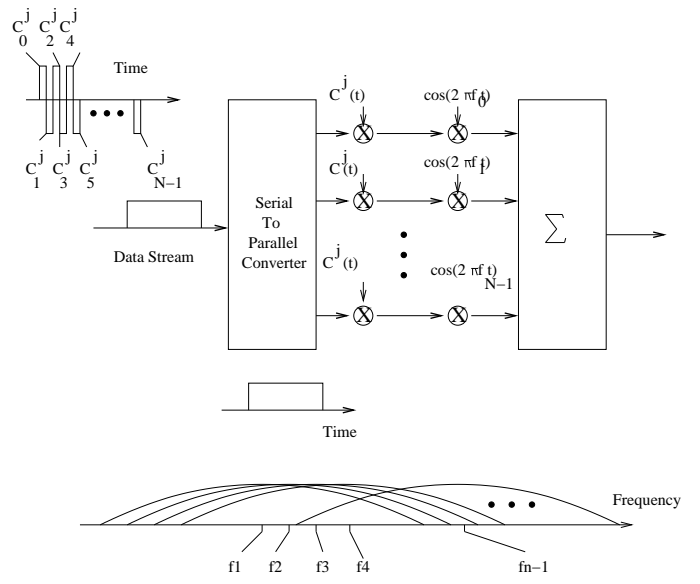 C^j_0 C^j_2 C^j_4
Time
C^j_1 C^j_3 C^j_5 C^j_{N−1}
Data Stream
Serial
To
Parallel
Converter
C^j(t) cos(2 πf_0 t)
X X
C^j(t) cos(2 πf_1 t)
X X
C^j(t) cos(2 πf_{N−1} t)
X X
Σ
Time
Frequency
f1 f2 f3 f4 fn−1